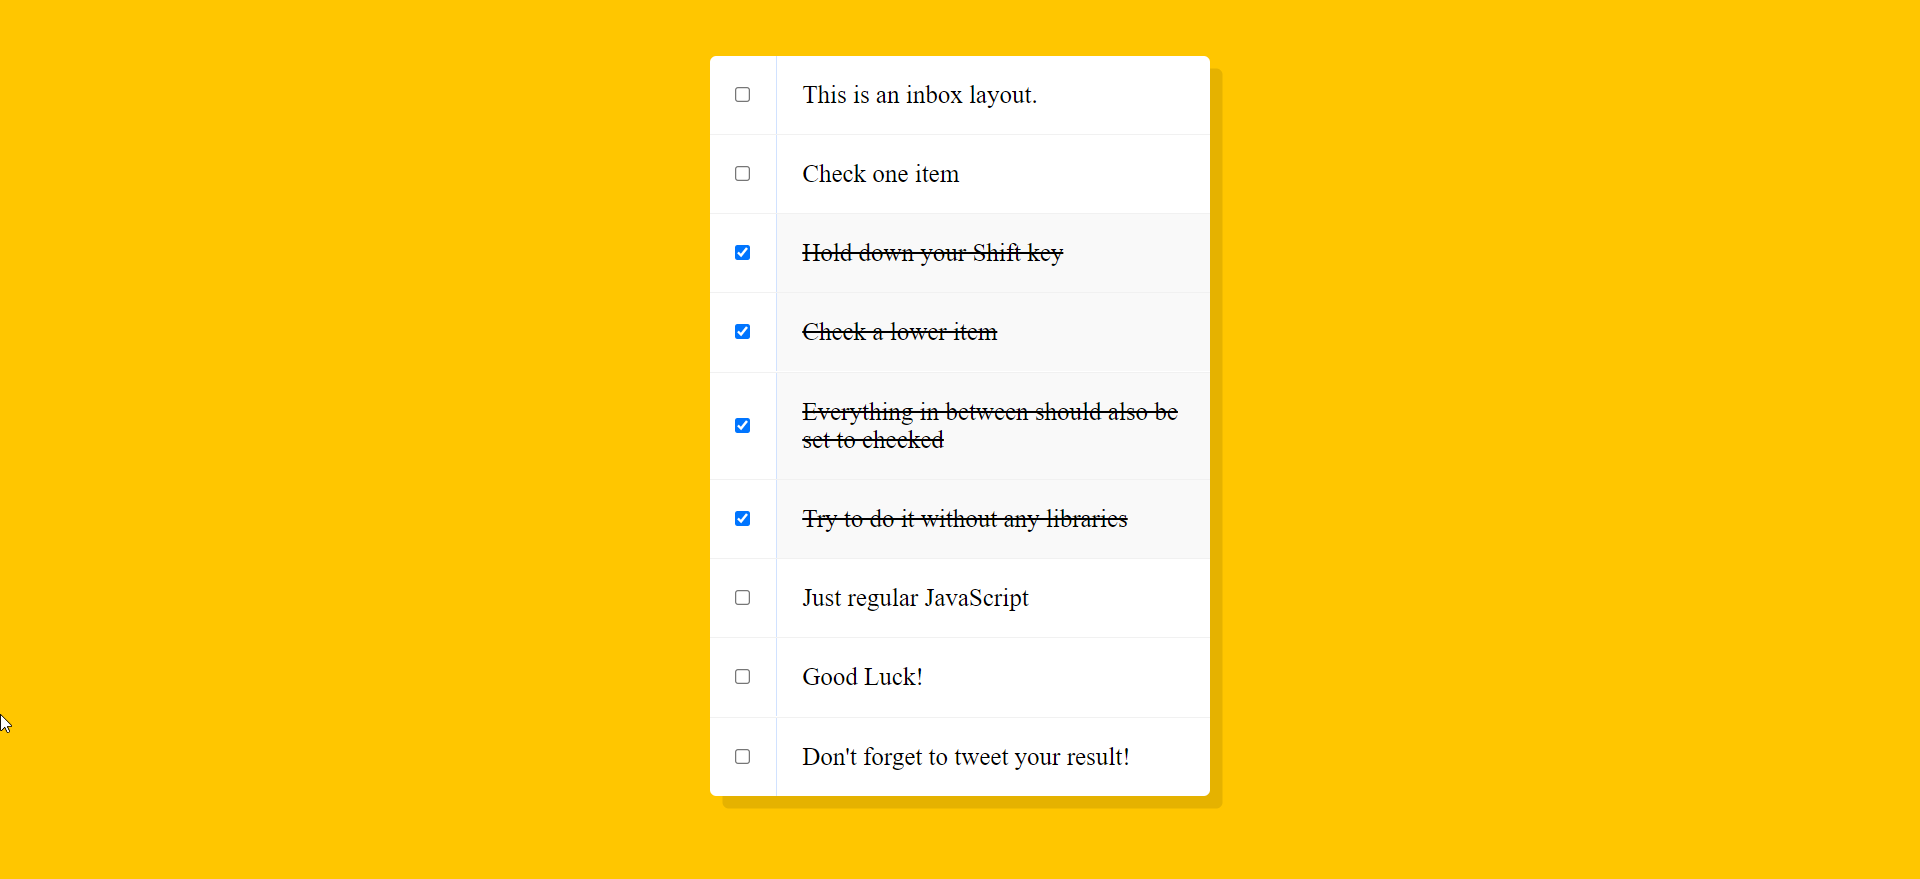 This is an inbox layout.
Check one item
Hold down your Shift key
Check a lower item
Everything in between should also be
set to checked
Try to do it without any libraries
Just regular JavaScript
Good Luck!
Don't forget to tweet your result!